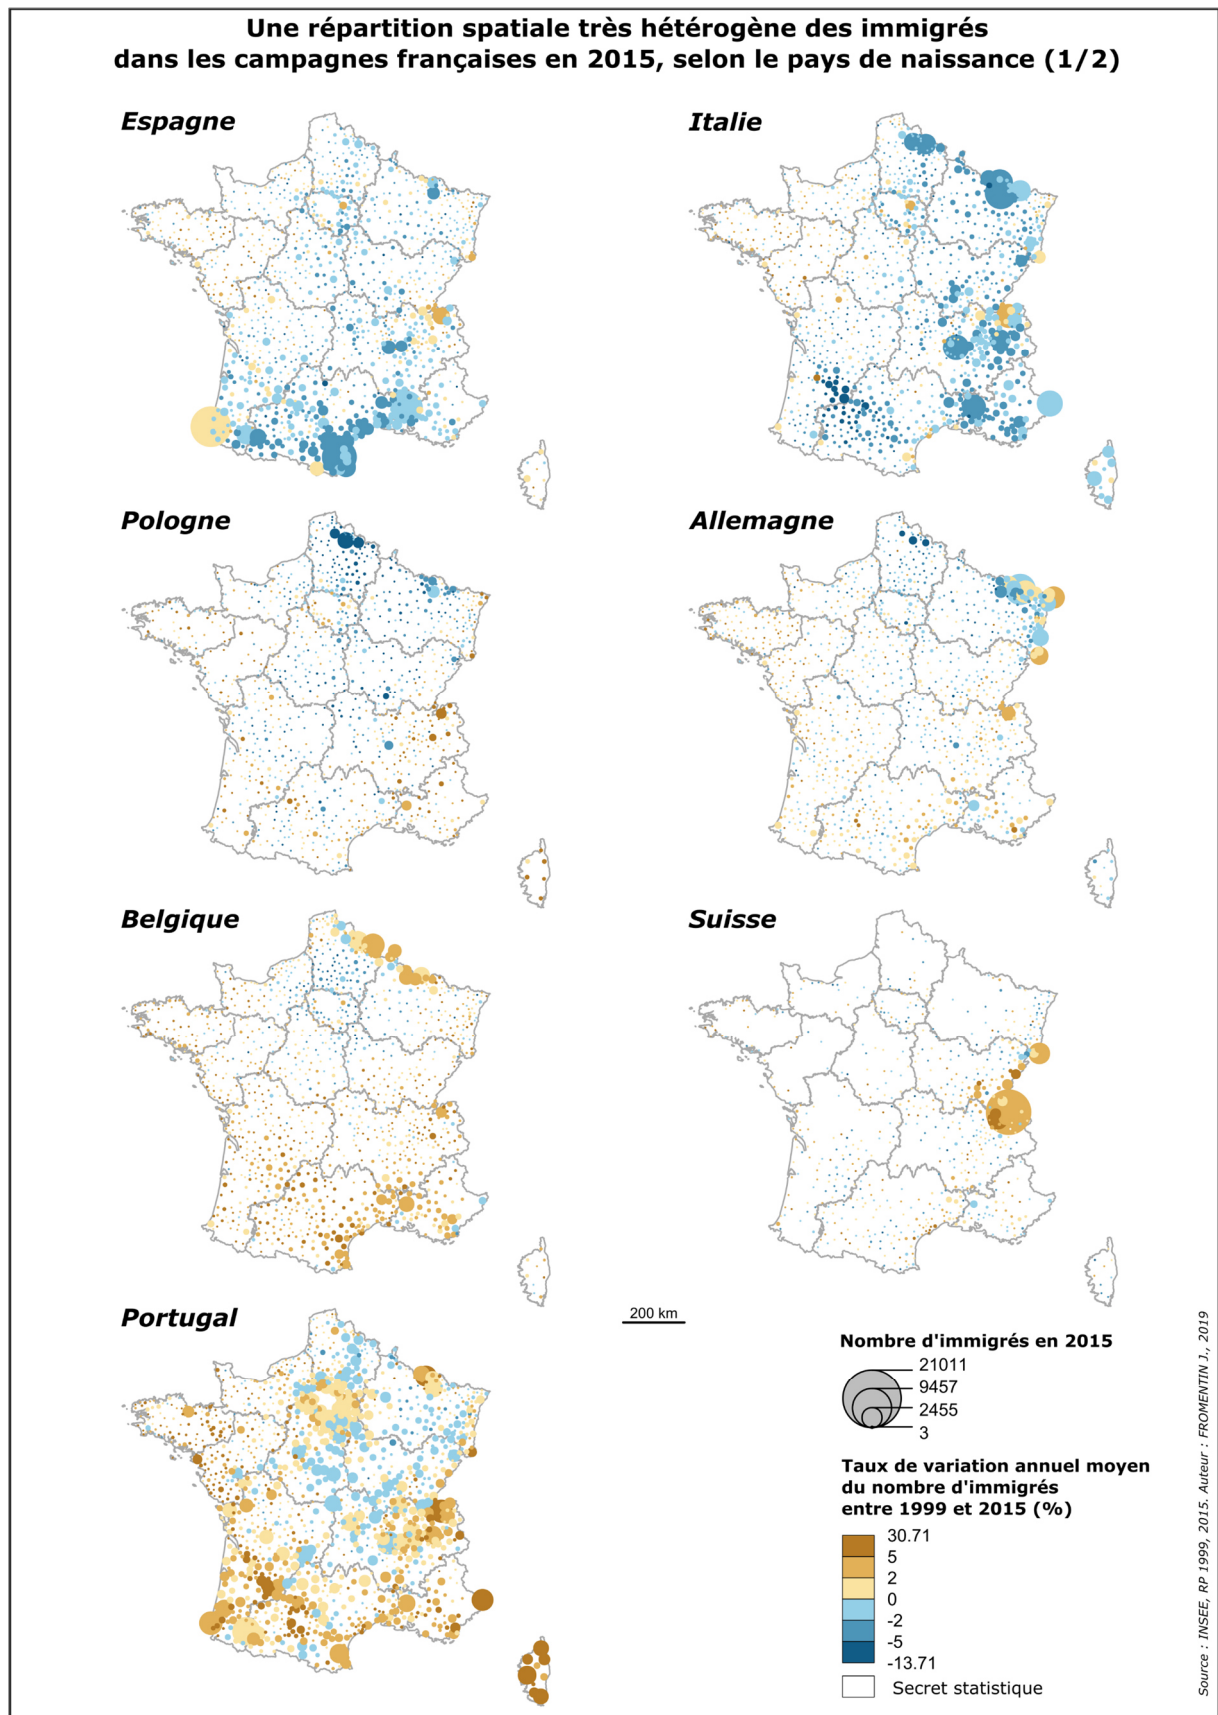 Une répartition spatiale très hétérogène des immigrés
dans les campagnes françaises en 2015, selon le pays de naissance (1/2)
Espagne
Italie
Pologne
Allemagne
Belgique
Suisse
Portugal
200 km
Nombre d'immigrés en 2015
21011
9457
2455
3
Taux de variation annuel moyen
du nombre d'immigrés
entre 1999 et 2015 (%)
30.71
5
2
0
-2
-5
-13.71
Secret statistique
Source : INSEE, RP 1999, 2015. Auteur : FROMENTIN J., 2019